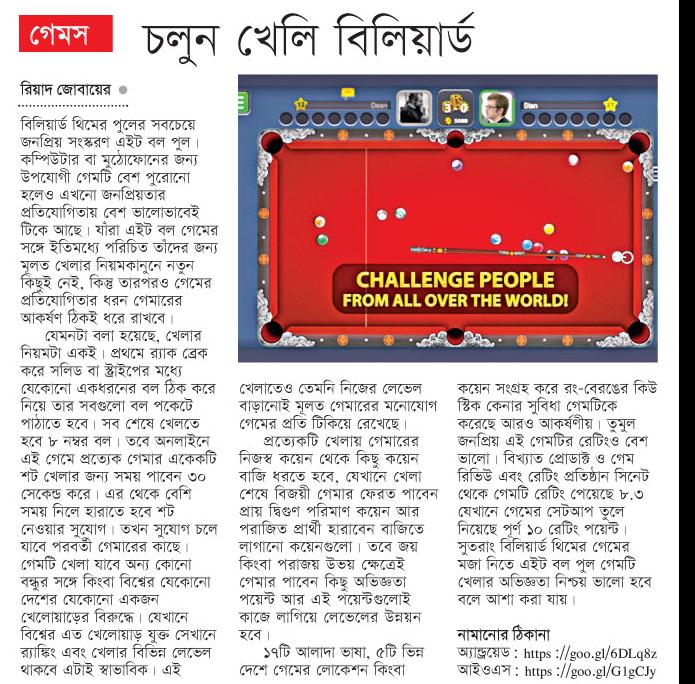 গেমস
চলুন খেলি বিলিয়ার্ড
রিয়াদ জোবায়ের
বিলিয়ার্ড থিমের পুলের সবচেয়ে
জনপ্রিয় সংস্করণ এইট বল পুল।
কম্পিউটার বা মুঠোফোনের জন্য
উপযোগী গেমটি বেশ পুরোনো
হলেও এখনো জনপ্রিয়তার
প্রতিযোগিতায় বেশ ভালোভাবেই
টিকে আছে। যাঁরা এইট বল গেমের
সঙ্গে ইতিমধ্যে পরিচিত তাঁদের জন্য
মূলত খেলার নিয়মকানুনে নতুন
কিছুই নেই, কিন্তু তারপরও গেমের
প্রতিযোগিতার ধরন গেমারের
আকর্ষণ ঠিকই ধরে রাখবে।
যেমনটা বলা হয়েছে, খেলার
নিয়মটা একই। প্রথমে র‍্যাক ব্রেক
করে সলিড বা স্ট্রাইপের মধ্যে
যেকোনো একধরনের বল ঠিক করে
নিয়ে তার সবগুলো বল পকেটে
পাঠাতে হবে। সব শেষে খেলতে
হবে ৮ নম্বর বল। তবে অনলাইনে
এই গেমে প্রত্যেক গেমার একেকটি
শট খেলার জন্য সময় পাবেন ৩০
সেকেন্ড করে। এর থেকে বেশি
সময় নিলে হারাতে হবে শট
নেওয়ার সুযোগ। তখন সুযোগ চলে
যাবে পরবর্তী গেমারের কাছে।
গেমটি খেলা যাবে অন্য কোনো
বন্ধুর সঙ্গে কিংবা বিশ্বের যেকোনো
দেশের যেকোনো একজন
খেলোয়াড়ের বিরুদ্ধে। যেখানে
বিশ্বের এত খেলোয়াড় যুক্ত সেখানে
র‍্যাঙ্কিং এবং খেলার বিভিন্ন লেভেল
থাকবে এটাই স্বাভাবিক। এই
Dean
3-0
5000
Stan
CHALLENGE PEOPLE
FROM ALL OVER THE WORLD!
খেলাতেও তেমনি নিজের লেভেল
বাড়ানোই মূলত গেমারের মনোযোগ
গেমের প্রতি টিকিয়ে রেখেছে।
প্রত্যেকটি খেলায় গেমারের
নিজস্ব কয়েন থেকে কিছু কয়েন
বাজি ধরতে হবে, যেখানে খেলা
শেষে বিজয়ী গেমার ফেরত পাবেন
প্রায় দ্বিগুণ পরিমাণ কয়েন আর
পরাজিত প্রার্থী হারাবেন বাজিতে
লাগানো কয়েনগুলো। তবে জয়
কিংবা পরাজয় উভয় ক্ষেত্রেই
গেমার পাবেন কিছু অভিজ্ঞতা
পয়েন্ট আর এই পয়েন্টগুলোই
কাজে লাগিয়ে লেভেলের উন্নয়ন
হবে।
১৭টি আলাদা ভাষা, ৫টি ভিন্ন
দেশে গেমের লোকেশন কিংবা
কয়েন সংগ্রহ করে রং-বেরঙের কিউ
স্টিক কেনার সুবিধা গেমটিকে
করেছে আরও আকর্ষণীয়। তুমুল
জনপ্রিয় এই গেমটির রেটিংও বেশ
ভালো। বিখ্যাত প্রোডাক্ট ও গেম
রিভিউ এবং রেটিং প্রতিষ্ঠান সিনেট
থেকে গেমটি রেটিং পেয়েছে ৮.৩
যেখানে গেমের সেটআপ তুলে
নিয়েছে পূর্ণ ১০ রেটিং পয়েন্ট।
সুতরাং বিলিয়ার্ড থিমের গেমের
মজা নিতে এইট বল পুল গেমটি
খেলার অভিজ্ঞতা নিশ্চয় ভালো হবে
বলে আশা করা যায়।
নামানোর ঠিকানা
অ্যান্ড্রয়েড : https ://goo.gl/6DLq8z
আইওএস : https ://goo.gl/G1gCJy